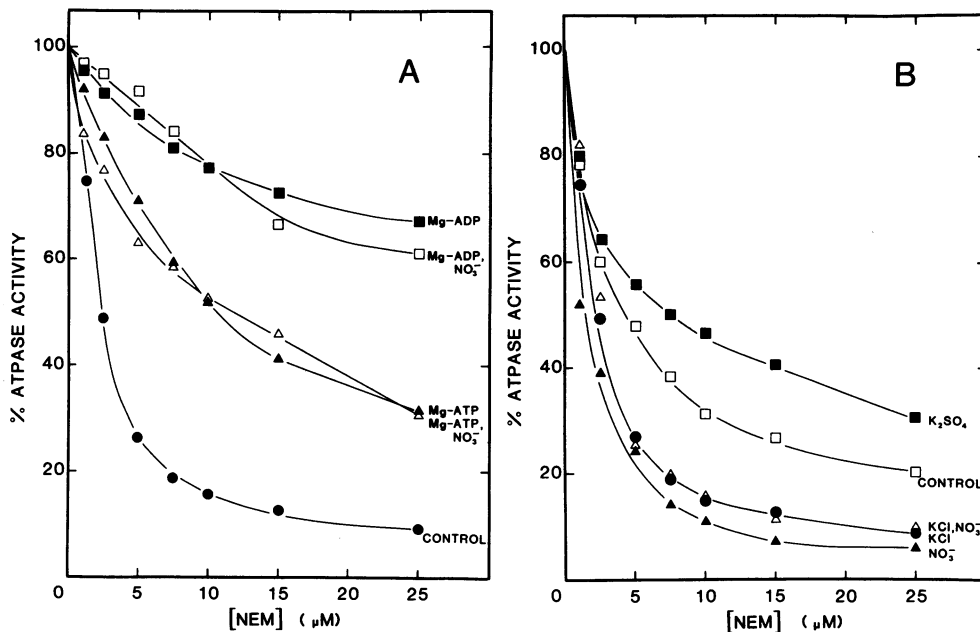 A
% ATPASE ACTIVITY
100
80
60
40
20
0
0 5 10 15 20 25
[NEM] (µM)
Mg-ADP
Mg-ADP,
NO₃⁻
Mg-ATP
Mg-ATP,
NO₃⁻
CONTROL
B
% ATPASE ACTIVITY
100
80
60
40
20
0
0 5 10 15 20 25
[NEM] (µM)
K₂SO₄
CONTROL
KCl,NO₃⁻
KCl
NO₃⁻